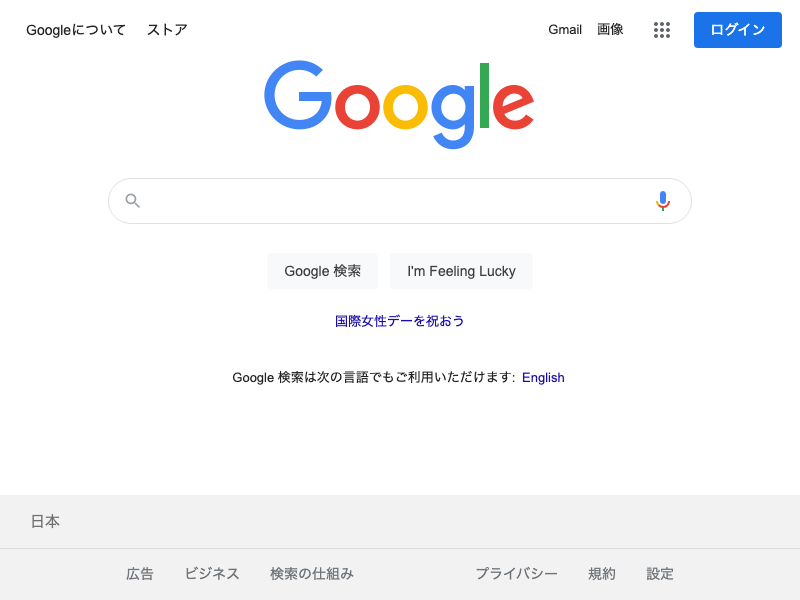 Googleについて ストア Gmail 画像 ログイン
Google
Google 検索 I'm Feeling Lucky
国際女性デーを祝おう
Google 検索は次の言語でもご利用いただけます: English
日本
広告 ビジネス 検索の仕組み プライバシー 規約 設定